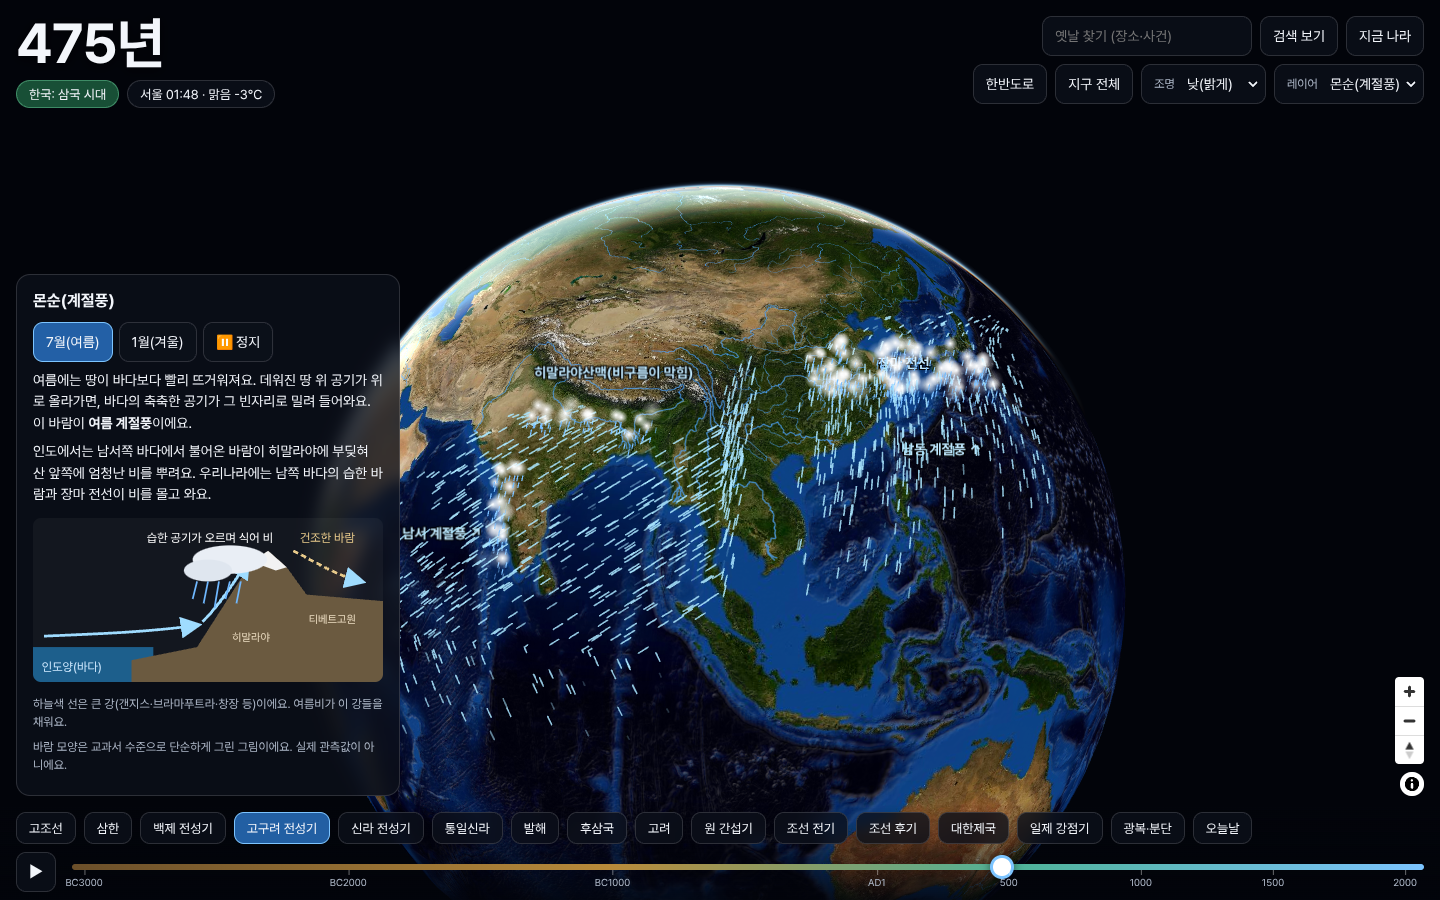 475년
한국: 삼국 시대
서울 01:48 · 맑음 -3°C
옛날 찾기 (장소·사건)
검색 보기
지금 나라
한반도로
지구 전체
조명 낮(밝게)
레이어 몬순(계절풍)
몬순(계절풍)
7월(여름)
1월(겨울)
⏸ 정지
여름에는 땅이 바다보다 빨리 뜨거워져요. 데워진 땅 위 공기가 위
로 올라가면, 바다의 축축한 공기가 그 빈자리로 밀려 들어와요.
이 바람이 여름 계절풍이에요.
인도에서는 남서쪽 바다에서 불어온 바람이 히말라야에 부딪혀
산 앞쪽에 엄청난 비를 뿌려요. 우리나라에는 남쪽 바다의 습한 바
람과 장마 전선이 비를 몰고 와요.
습한 공기가 오르며 식어 비
건조한 바람
티베트고원
히말라야
인도양(바다)
하늘색 선은 큰 강(갠지스·브라마푸트라·창장 등)이에요. 여름비가 이 강들을
채워요.
바람 모양은 교과서 수준으로 단순하게 그린 그림이에요. 실제 관측값이 아
니에요.
히말라야산맥(비구름이 막힘)
장마 전선
남동 계절풍
남서 계절풍
고조선
삼한
백제 전성기
고구려 전성기
신라 전성기
통일신라
발해
후삼국
고려
원 간섭기
조선 전기
조선 후기
대한제국
일제 강점기
광복·분단
오늘날
BC3000
BC2000
BC1000
AD1
500
1000
1500
2000